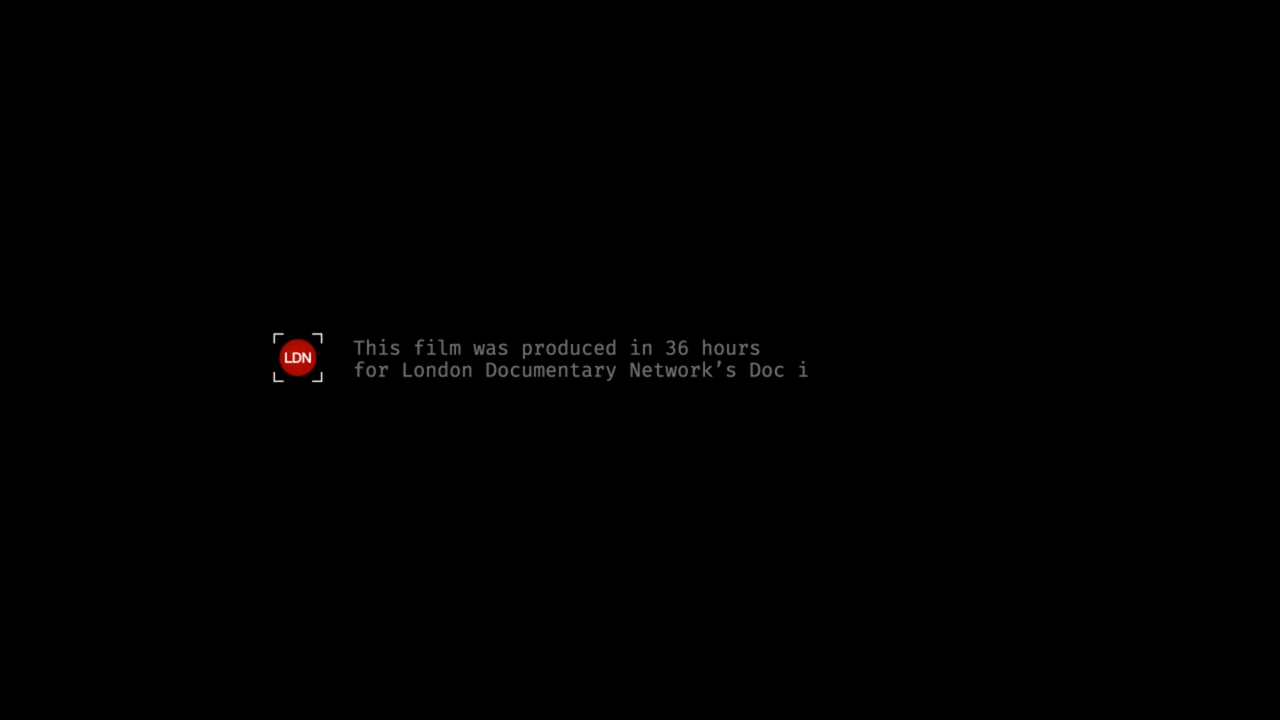 LDN
This film was produced in 36 hours
for London Documentary Network’s Doc i